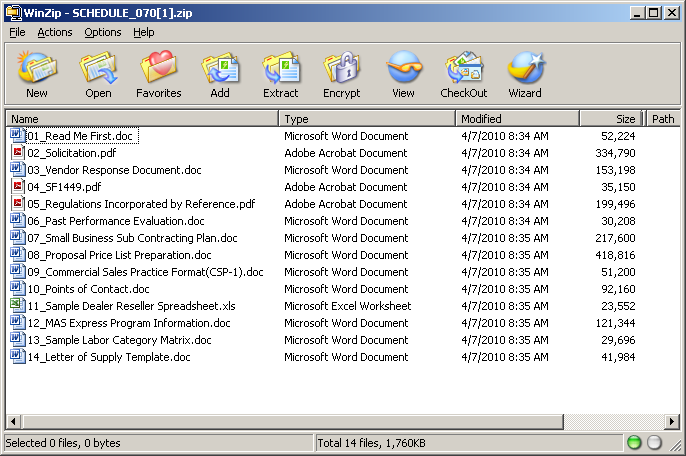 WinZip - SCHEDULE_070[1].zip
File Actions Options Help
New Open Favorites Add Extract Encrypt View CheckOut Wizard
Name Type Modified Size Path
01_Read Me First.doc Microsoft Word Document 4/7/2010 8:34 AM 52,224
02_Solicitation.pdf Adobe Acrobat Document 4/7/2010 8:34 AM 334,790
03_Vendor Response Document.doc Microsoft Word Document 4/7/2010 8:34 AM 153,198
04_SF1449.pdf Adobe Acrobat Document 4/7/2010 8:34 AM 35,150
05_Regulations Incorporated by Reference.pdf Adobe Acrobat Document 4/7/2010 8:34 AM 199,496
06_Past Performance Evaluation.doc Microsoft Word Document 4/7/2010 8:34 AM 30,208
07_Small Business Sub Contracting Plan.doc Microsoft Word Document 4/7/2010 8:35 AM 217,600
08_Proposal Price List Preparation.doc Microsoft Word Document 4/7/2010 8:35 AM 418,816
09_Commercial Sales Practice Format(CSP-1).doc Microsoft Word Document 4/7/2010 8:35 AM 51,200
10_Points of Contact.doc Microsoft Word Document 4/7/2010 8:35 AM 92,160
11_Sample Dealer Reseller Spreadsheet.xls Microsoft Excel Worksheet 4/7/2010 8:35 AM 23,552
12_MAS Express Program Information.doc Microsoft Word Document 4/7/2010 8:35 AM 121,344
13_Sample Labor Category Matrix.doc Microsoft Word Document 4/7/2010 8:35 AM 29,696
14_Letter of Supply Template.doc Microsoft Word Document 4/7/2010 8:35 AM 41,984
Selected 0 files, 0 bytes Total 14 files, 1,760KB